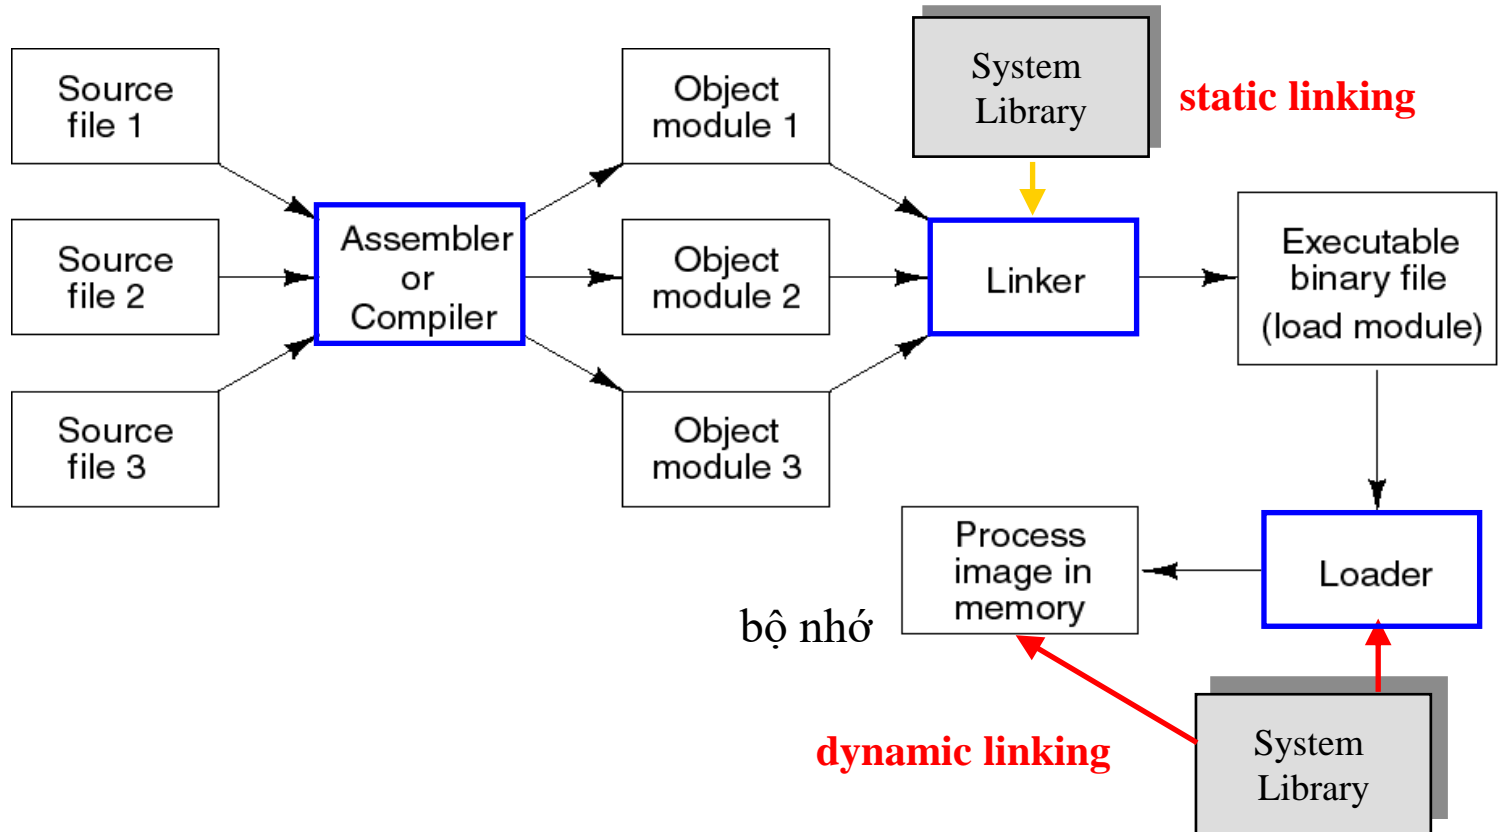 Source
file 1
Object
module 1
System
Library
static linking
Source
file 2
Assembler
or
Compiler
Object
module 2
Linker
Executable
binary file
(load module)
Source
file 3
Object
module 3
Process
image in
memory
Loader
bộ nhớ
dynamic linking
System
Library